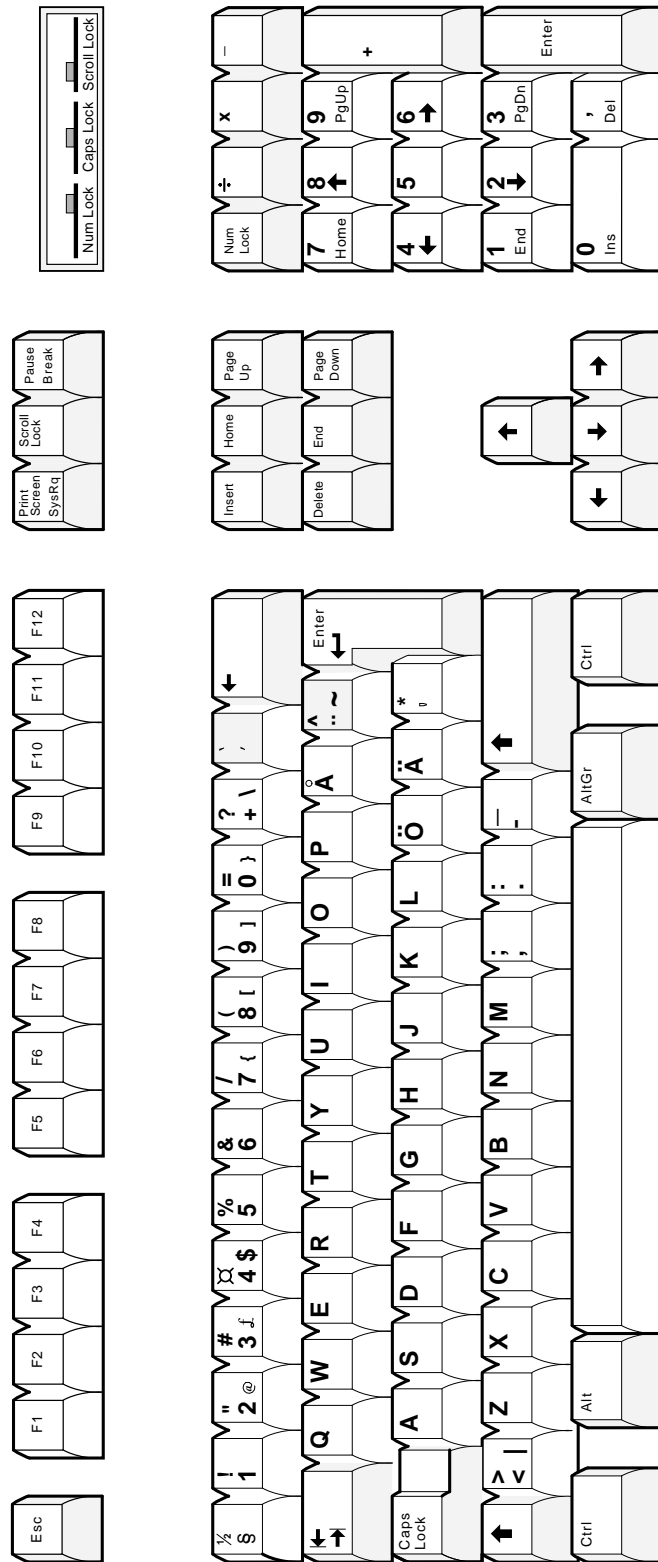 Esc F1 F2 F3 F4 F5 F6 F7 F8 F9 F10 F11 F12
Print
Screen
SysRq
Scroll
Lock
Pause
Break
Num Lock Caps Lock Scroll Lock
½ ! " # ¤ % & / ( ) = ? `
§ 1 2 @ 3 £ 4 $ 5 6 7 { 8 [ 9 ] 0 } + \ ´ ←
Insert Home Page
Up
Num
Lock
÷ x –
Q W E R T Y U I O P Å ^
¨ ~
Enter
Delete End Page
Down
7 8 9
Home ↑ PgUp
+
Caps
Lock
A S D F G H J K L Ö Ä *
'
4 5 6
← →
↑ > Z X C V B N M ; : _ ↑
< | , . -
↑
1 2 3
End ↓ PgDn
Enter
Ctrl Alt AltGr Ctrl
← ↓ →
0 ,
Ins Del